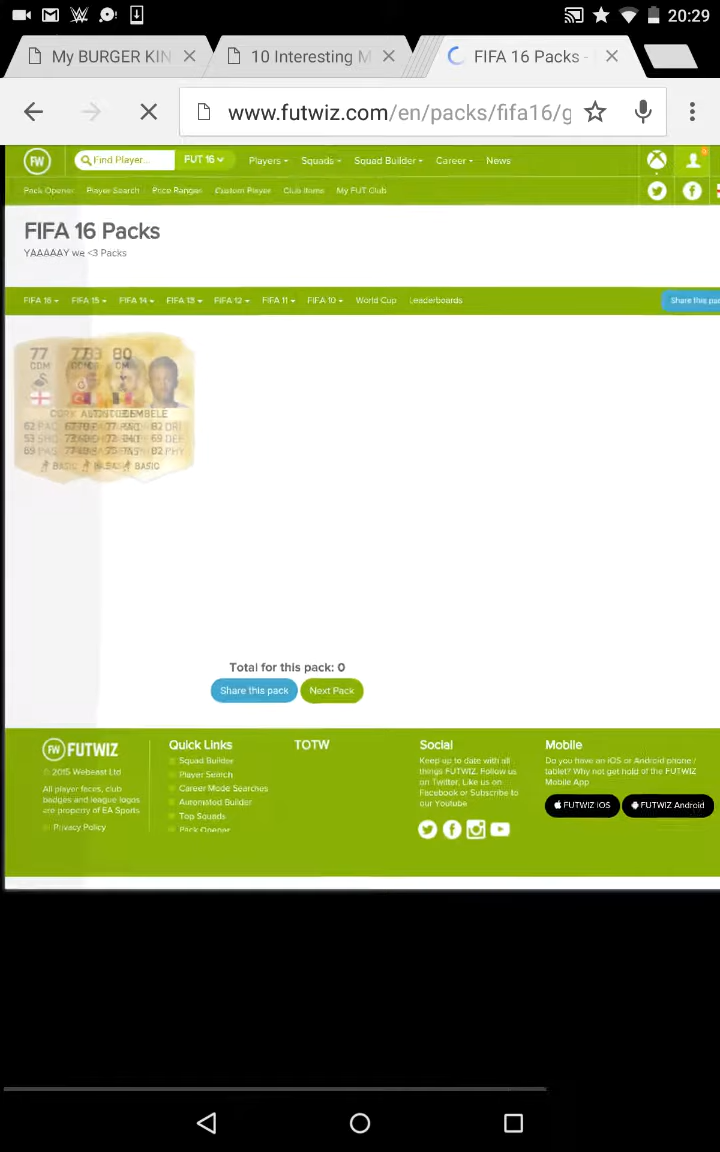 20:29
My BURGER KIN
10 Interesting M
FIFA 16 Packs -
www.futwiz.com/en/packs/fifa16/g
FW
Find Player...
FUT 16
Players
Squads
Squad Builder
Career
News
Pack Opener
Player Search
Price Ranges
Custom Player
Club Items
My FUT Club
FIFA 16 Packs
YAAAAAY we <3 Packs
FIFA 16
FIFA 15
FIFA 14
FIFA 13
FIFA 12
FIFA 11
FIFA 10
World Cup
Leaderboards
Share this pac
77
80
CDM
CM
BASIC
Total for this pack: 0
Share this pack
Next Pack
FW FUTWIZ
© 2015 Webeast Ltd
All player faces, club
badges and league logos
are property of EA Sports
Privacy Policy
Quick Links
Squad Builder
Player Search
Career Mode Searches
Automated Builder
Top Squads
Pack Opener
TOTW
Social
Keep up to date with all
things FUTWIZ. Follow us
on Twitter, Like us on
Facebook or Subscribe to
our Youtube
Mobile
Do you have an iOS or Android phone /
tablet? Why not get hold of the FUTWIZ
Mobile App
FUTWIZ iOS
FUTWIZ Android